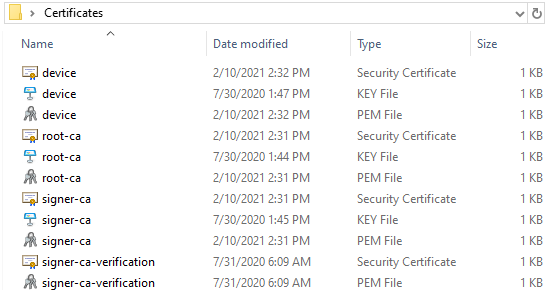 Certificates
Name Date modified Type Size
device 2/10/2021 2:32 PM Security Certificate 1 KB
device 7/30/2020 1:47 PM KEY File 1 KB
device 2/10/2021 2:32 PM PEM File 1 KB
root-ca 2/10/2021 2:31 PM Security Certificate 1 KB
root-ca 7/30/2020 1:44 PM KEY File 1 KB
root-ca 2/10/2021 2:31 PM PEM File 1 KB
signer-ca 2/10/2021 2:31 PM Security Certificate 1 KB
signer-ca 7/30/2020 1:45 PM KEY File 1 KB
signer-ca 2/10/2021 2:31 PM PEM File 1 KB
signer-ca-verification 7/31/2020 6:09 AM Security Certificate 1 KB
signer-ca-verification 7/31/2020 6:09 AM PEM File 1 KB